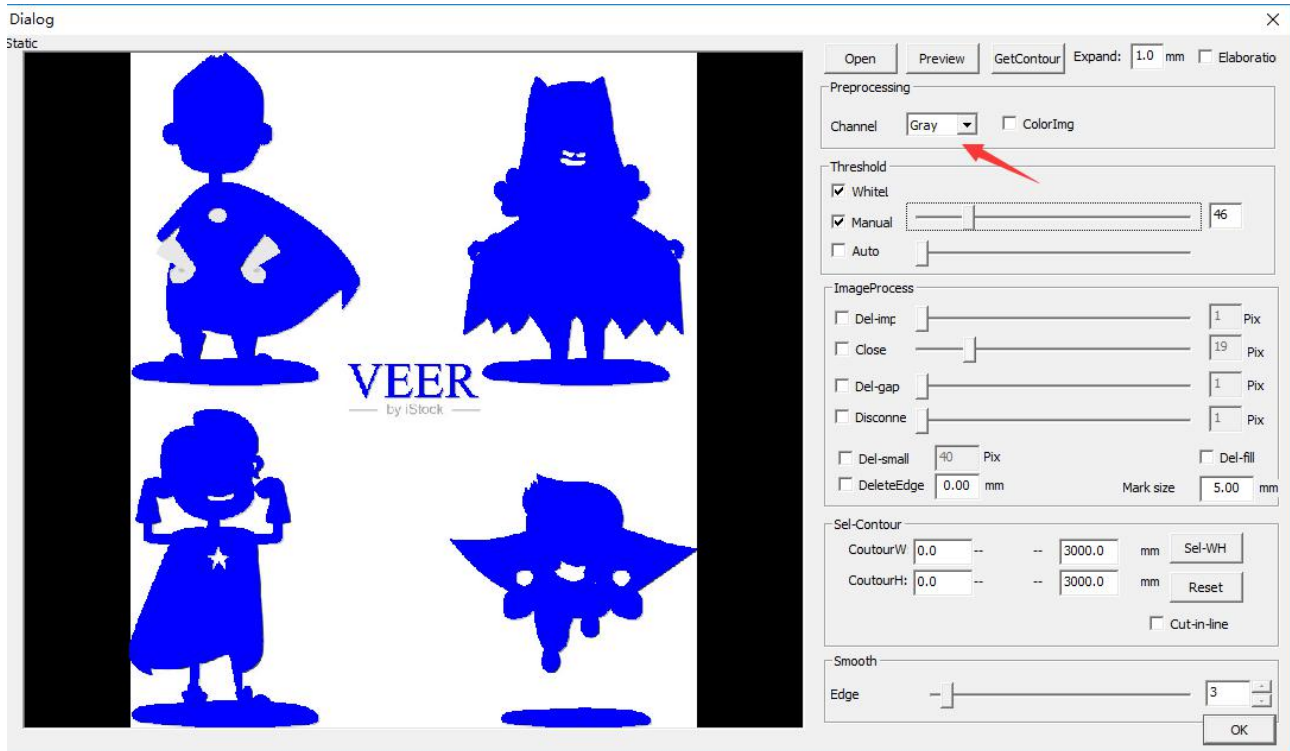 Dialog
Static
Open Preview GetContour Expand: 1.0 mm Elaboratio
Preprocessing
Channel Gray ColorImg
Threshold
Whitel
Manual 46
Auto
ImageProcess
Del-imp 1 Pix
Close 19 Pix
Del-gap 1 Pix
Disconne 1 Pix
Del-small 40 Pix Del-fill
DeleteEdge 0.00 mm Mark size 5.00 mm
Sel-Contour
CoutourW 0.0 -- -- 3000.0 mm Sel-WH
CoutourH: 0.0 -- -- 3000.0 mm Reset
Cut-in-line
Smooth
Edge 3
OK
VEER
by iStock